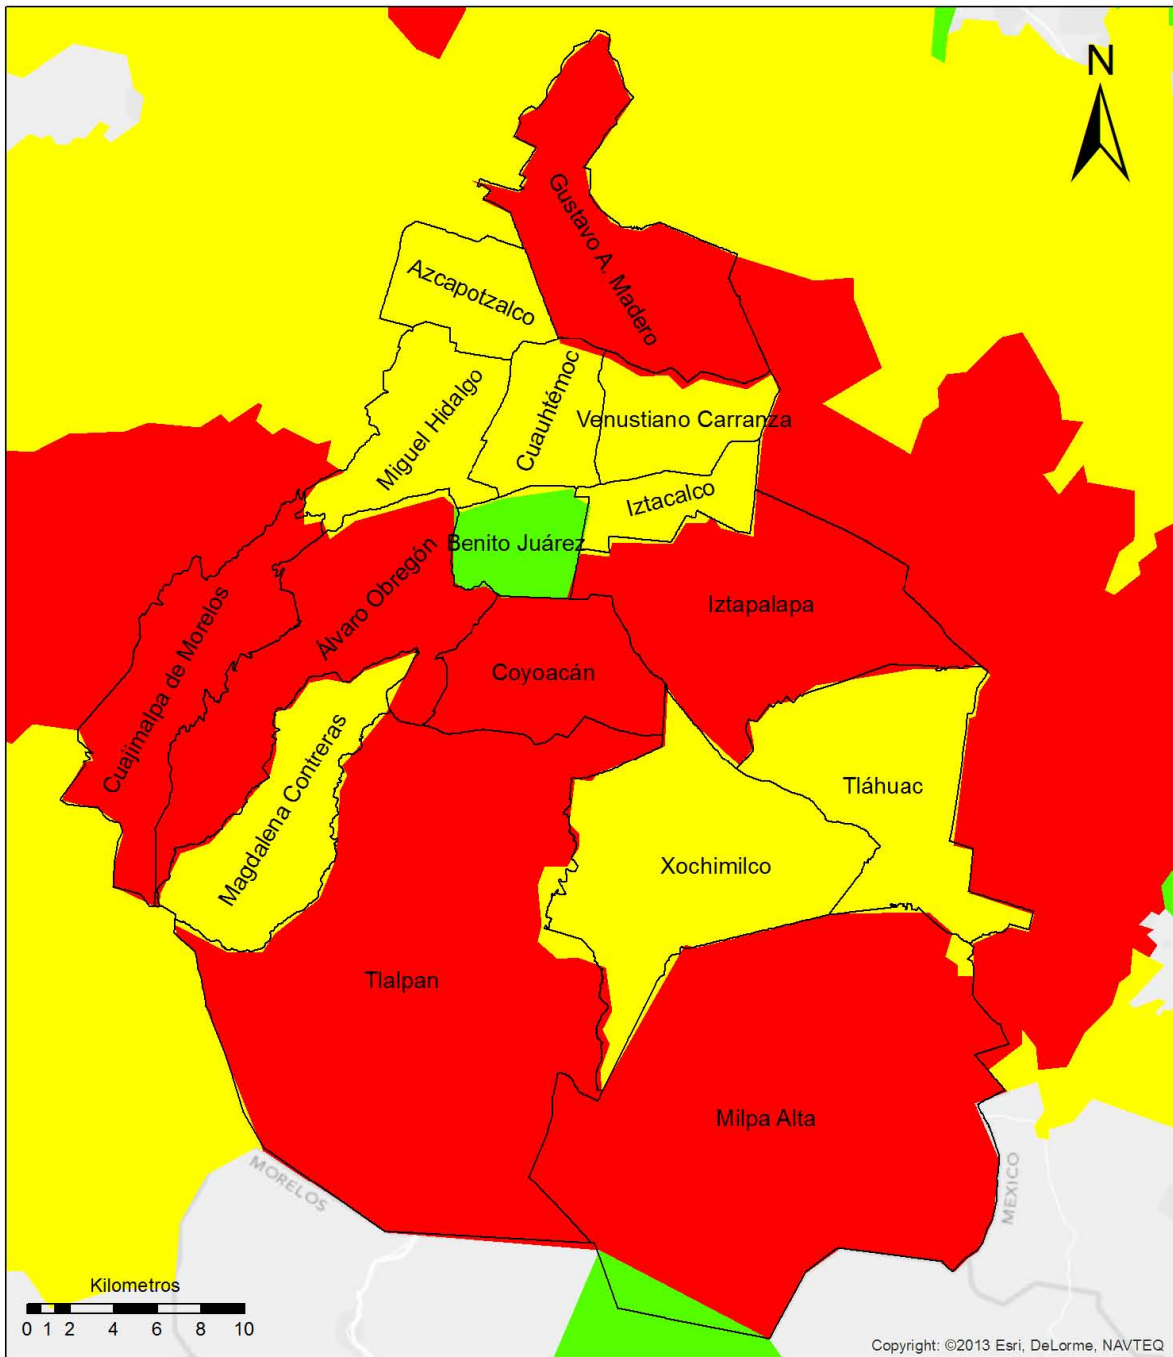 N
Gustavo A. Madero
Azcapotzalco
Miguel Hidalgo
Cuauhtémoc
Venustiano Carranza
Iztacalco
Benito Juárez
Álvaro Obregón
Iztapalapa
Cuajimalpa de Morelos
Coyoacán
Magdalena Contreras
Tláhuac
Xochimilco
Tlalpan
Milpa Alta
MORELOS
MEXICO
Kilometros
0 1 2 4 6 8 10
Copyright: ©2013 Esri, DeLorme, NAVTEQ